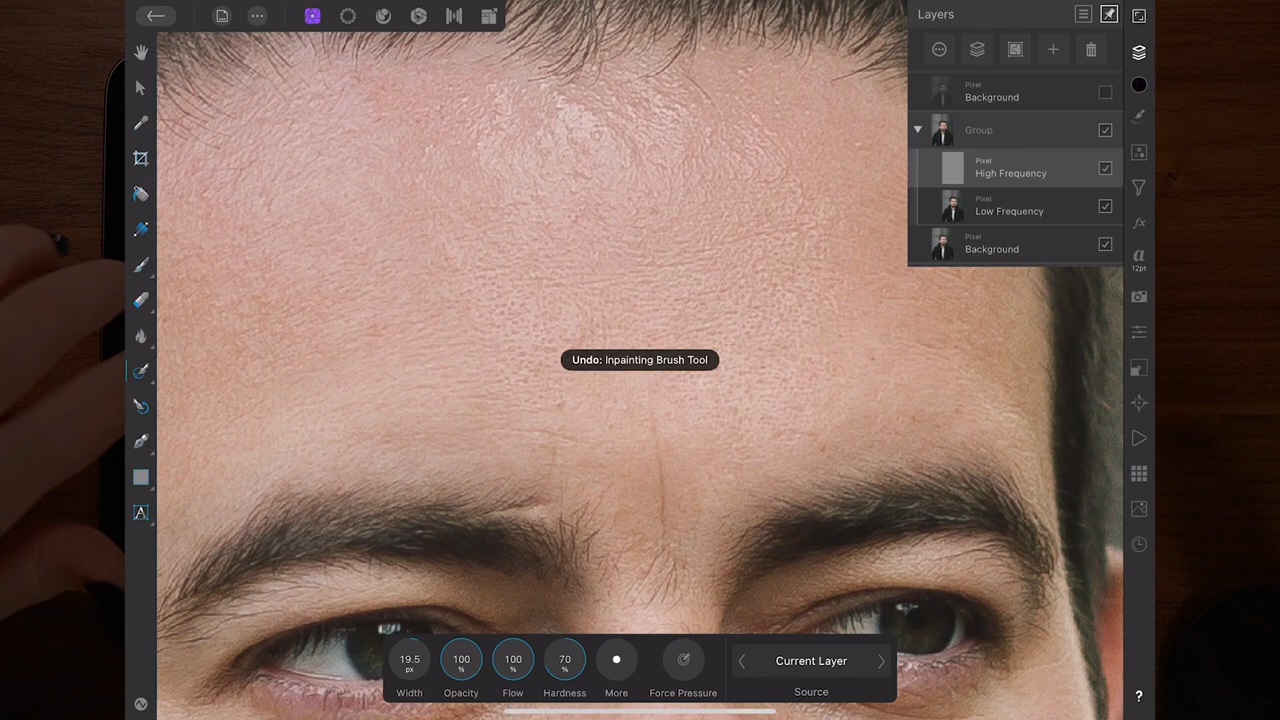 Layers
Pixel
Background
Group
Pixel
High Frequency
Pixel
Low Frequency
Pixel
Background
a
12pt
Undo: Inpainting Brush Tool
A
19.5
px
Width
100
%
Opacity
100
%
Flow
70
%
Hardness
More
Force Pressure
Current Layer
Source
?